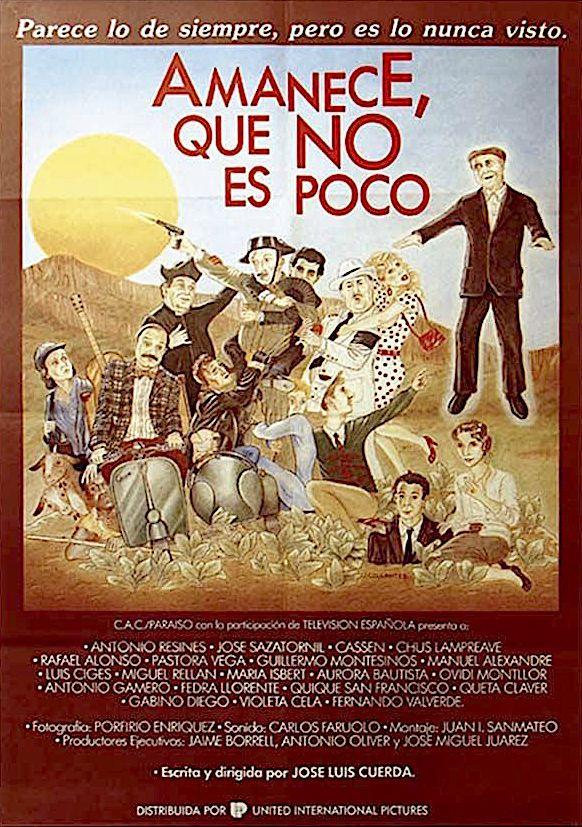 Parece lo de siempre, pero es lo nunca visto.
AMANECE,
QUE NO
ES POCO
J. COLLANTES
C.A.C./PARAISO con la participación de TELEVISION ESPAÑOLA presenta a:
• ANTONIO RESINES • JOSE SAZATORNIL • CASSEN • CHUS LAMPREAVE •
• RAFAEL ALONSO • PASTORA VEGA • GUILLERMO MONTESINOS • MANUEL ALEXANDRE •
• LUIS CIGES • MIGUEL RELLAN • MARIA ISBERT • AURORA BAUTISTA • OVIDI MONTLLOR •
• ANTONIO GAMERO • FEDRA LLORENTE • QUIQUE SAN FRANCISCO • QUETA CLAVER •
GABINO DIEGO • VIOLETA CELA • FERNANDO VALVERDE.
• Fotografía: PORFIRIO ENRIQUEZ • Sonido: CARLOS FARUOLO • Montaje: JUAN I. SANMATEO
• Productores Ejecutivos: JAIME BORRELL, ANTONIO OLIVER y JOSE MIGUEL JUAREZ
• Escrita y dirigida por JOSE LUIS CUERDA.
DISTRIBUIDA POR UNITED INTERNATIONAL PICTURES